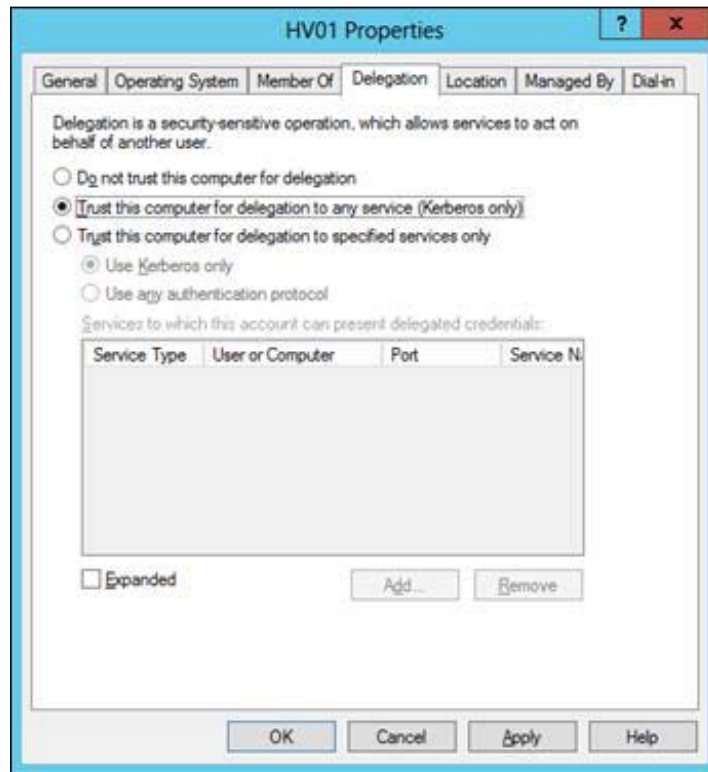 HV01 Properties
? x
General Operating System Member Of Delegation Location Managed By Dial-in
Delegation is a security-sensitive operation, which allows services to act on
behalf of another user.
Do not trust this computer for delegation
Trust this computer for delegation to any service (Kerberos only)
Trust this computer for delegation to specified services only
Use Kerberos only
Use any authentication protocol
Services to which this account can present delegated credentials:
Service Type User or Computer Port Service Na
Expanded Add... Remove
OK Cancel Apply Help